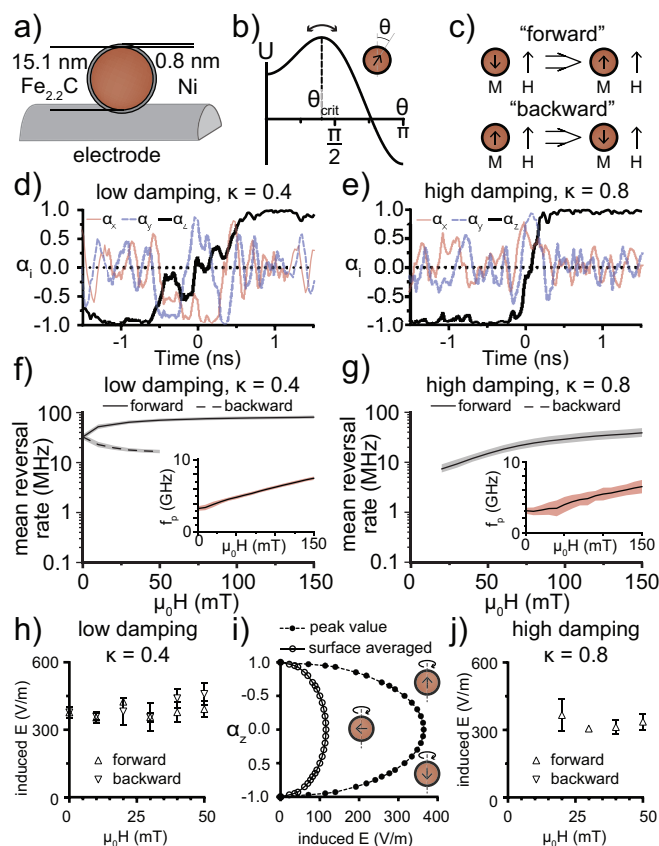 a)
15.1 nm
0.8 nm
Fe2.2C
Ni
electrode
b)
U
θ
θcrit
π/2
θ
π
c)
"forward"
M H M H
"backward"
M H M H
d) low damping, κ = 0.4
αx αy αz
1.0
0.5
αi 0.0
-0.5
-1.0
-1 0 1
Time (ns)
e) high damping, κ = 0.8
αx αy αz
1.0
0.5
αi 0.0
-0.5
-1.0
-1 0 1
Time (ns)
f) low damping, κ = 0.4
forward backward
mean reversal
rate (MHz)
100
10
1
0.1
0 50 100 150
μ0H (mT)
fp (GHz)
10
5
0
0 150
μ0H (mT)
g) high damping, κ = 0.8
forward backward
mean reversal
rate (MHz)
100
10
1
0.1
0 50 100 150
μ0H (mT)
fp (GHz)
10
5
0
0 150
μ0H (mT)
h) low damping
κ = 0.4
induced E (V/m)
600
300
0
forward
backward
0 10 20 30 40 50
μ0H (mT)
i)
peak value
surface averaged
1.0
-0.5
αz 0.0
0.5
-1.0
0 100 200 300 400
induced E (V/m)
j) high damping
κ = 0.8
induced E (V/m)
600
300
0
forward
backward
0 10 20 30 40 50
μ0H (mT)